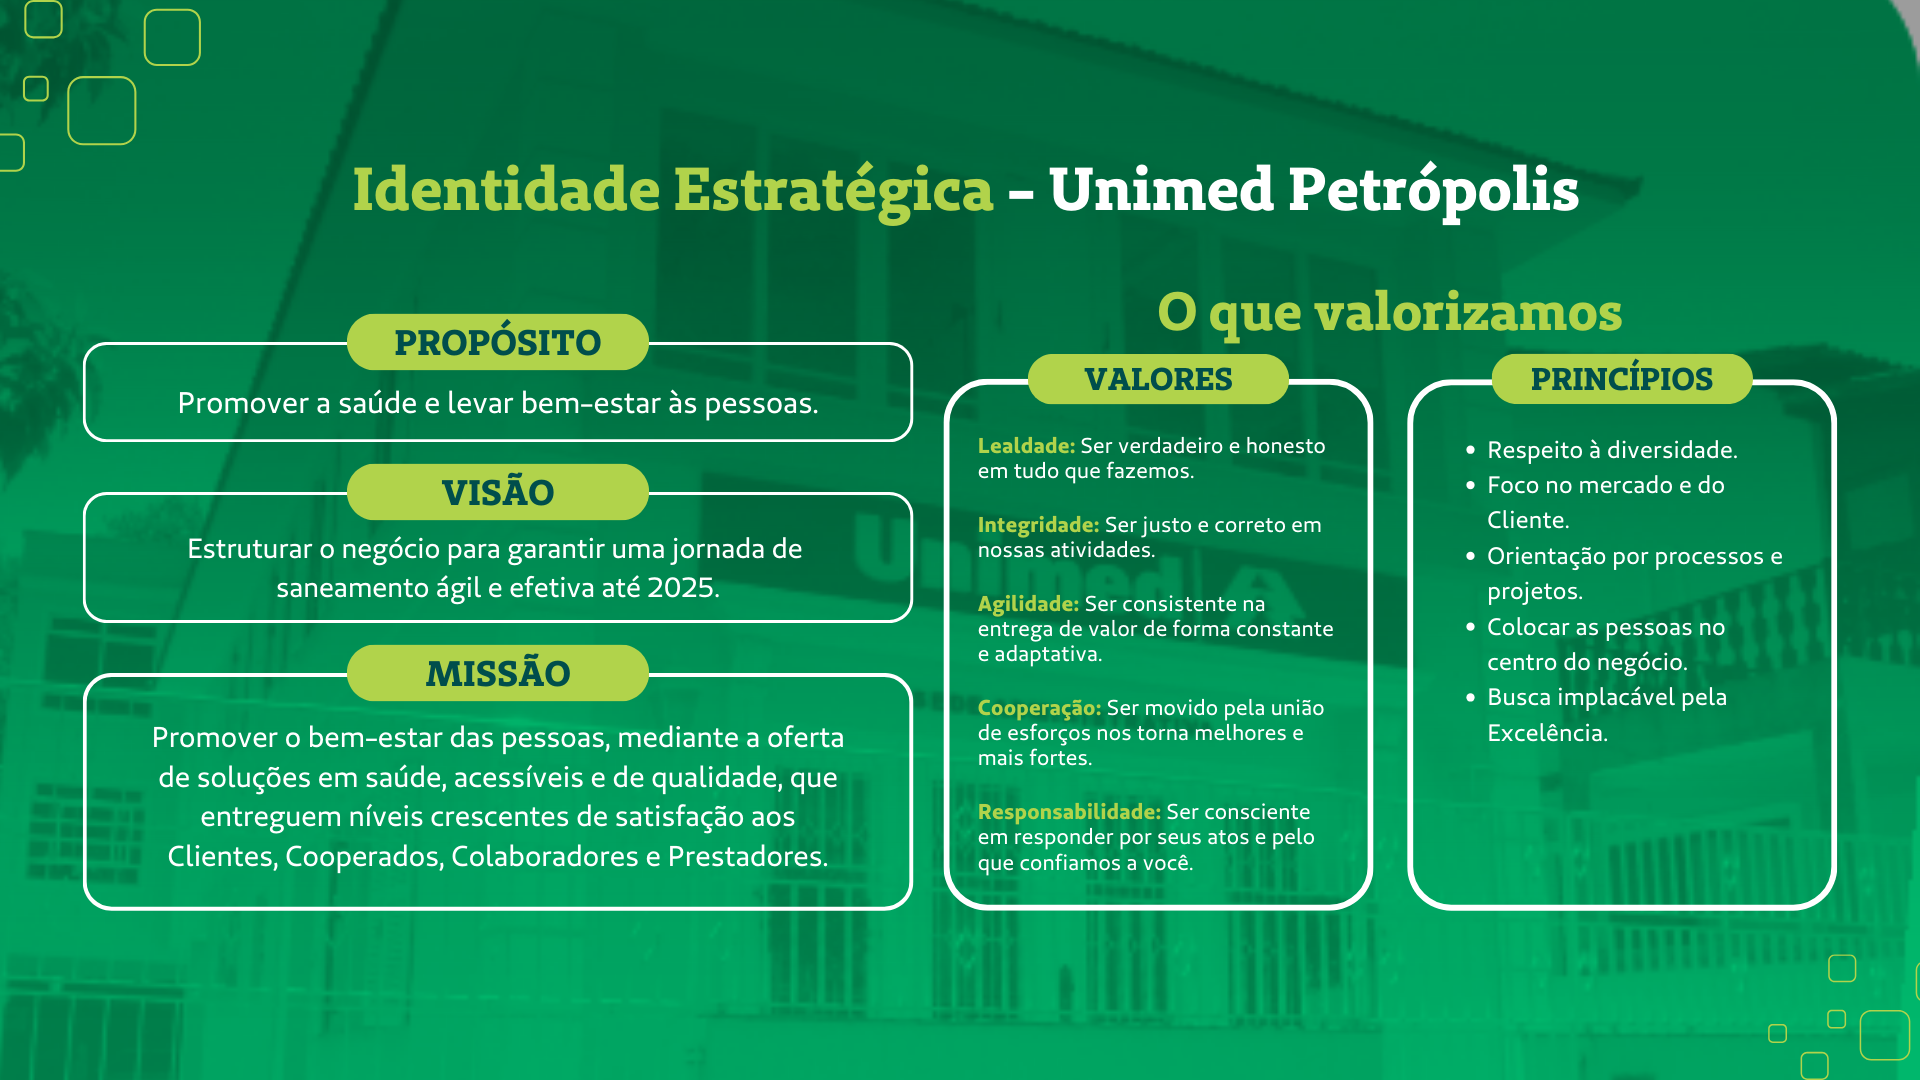 Identidade Estratégica – Unimed Petrópolis
PROPÓSITO
Promover a saúde e levar bem-estar às pessoas.
VISÃO
Estruturar o negócio para garantir uma jornada de
saneamento ágil e efetiva até 2025.
MISSÃO
Promover o bem-estar das pessoas, mediante a oferta
de soluções em saúde, acessíveis e de qualidade, que
entreguem níveis crescentes de satisfação aos
Clientes, Cooperados, Colaboradores e Prestadores.
O que valorizamos
VALORES
Lealdade: Ser verdadeiro e honesto
em tudo que fazemos.
Integridade: Ser justo e correto em
nossas atividades.
Agilidade: Ser consistente na
entrega de valor de forma constante
e adaptativa.
Cooperação: Ser movido pela união
de esforços nos torna melhores e
mais fortes.
Responsabilidade: Ser consciente
em responder por seus atos e pelo
que confiamos a você.
PRINCÍPIOS
• Respeito à diversidade.
• Foco no mercado e do
Cliente.
• Orientação por processos e
projetos.
• Colocar as pessoas no
centro do negócio.
• Busca implacável pela
Excelência.
Unimed